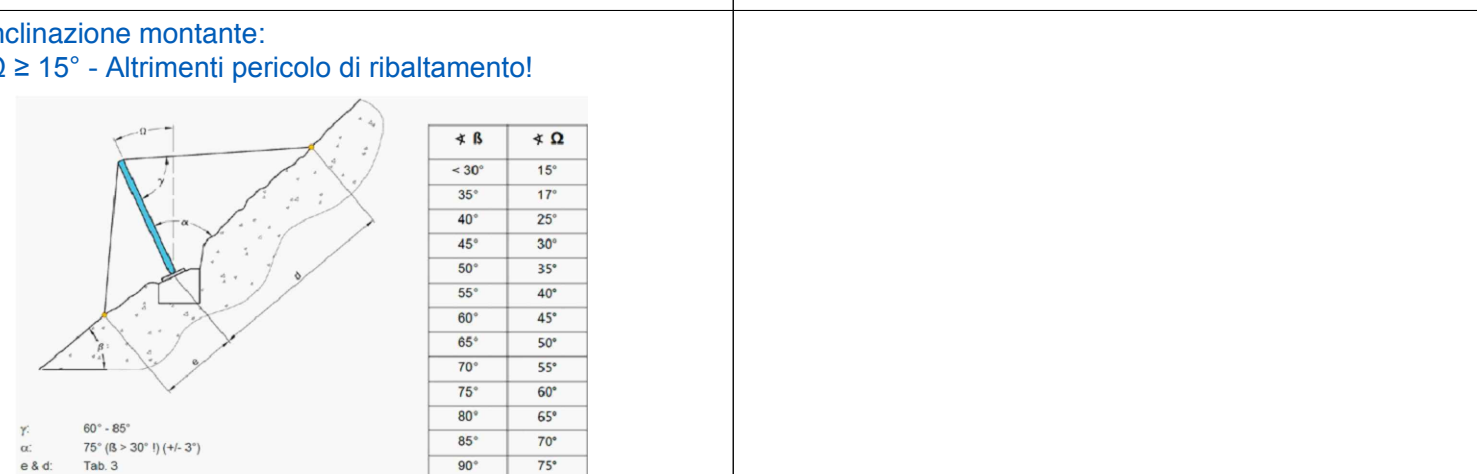 nclinazione montante:
Ω ≥ 15° - Altrimenti pericolo di ribaltamento!
Ω
γ
α
d
β
e
∢ ß ∢ Ω
< 30° 15°
35° 17°
40° 25°
45° 30°
50° 35°
55° 40°
60° 45°
65° 50°
70° 55°
75° 60°
80° 65°
85° 70°
90° 75°
γ: 60° - 85°
α: 75° (ß > 30° !) (+/- 3°)
e & d: Tab. 3